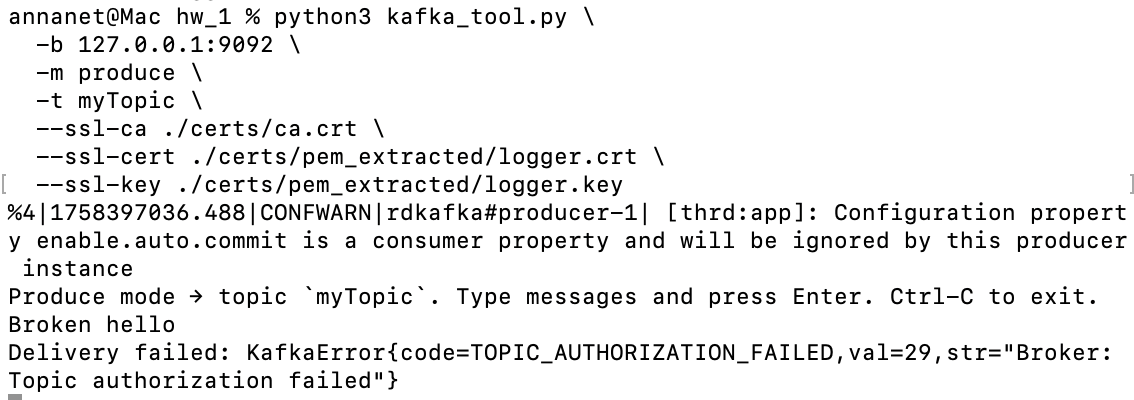 annanet@Mac hw_1 % python3 kafka_tool.py \
  -b 127.0.0.1:9092 \
  -m produce \
  -t myTopic \
  --ssl-ca ./certs/ca.crt \
  --ssl-cert ./certs/pem_extracted/logger.crt \
[  --ssl-key ./certs/pem_extracted/logger.key ]
%4|1758397036.488|CONFWARN|rdkafka#producer-1| [thrd:app]: Configuration propert
y enable.auto.commit is a consumer property and will be ignored by this producer
 instance
Produce mode → topic `myTopic`. Type messages and press Enter. Ctrl-C to exit.
Broken hello
Delivery failed: KafkaError{code=TOPIC_AUTHORIZATION_FAILED,val=29,str="Broker:
Topic authorization failed"}